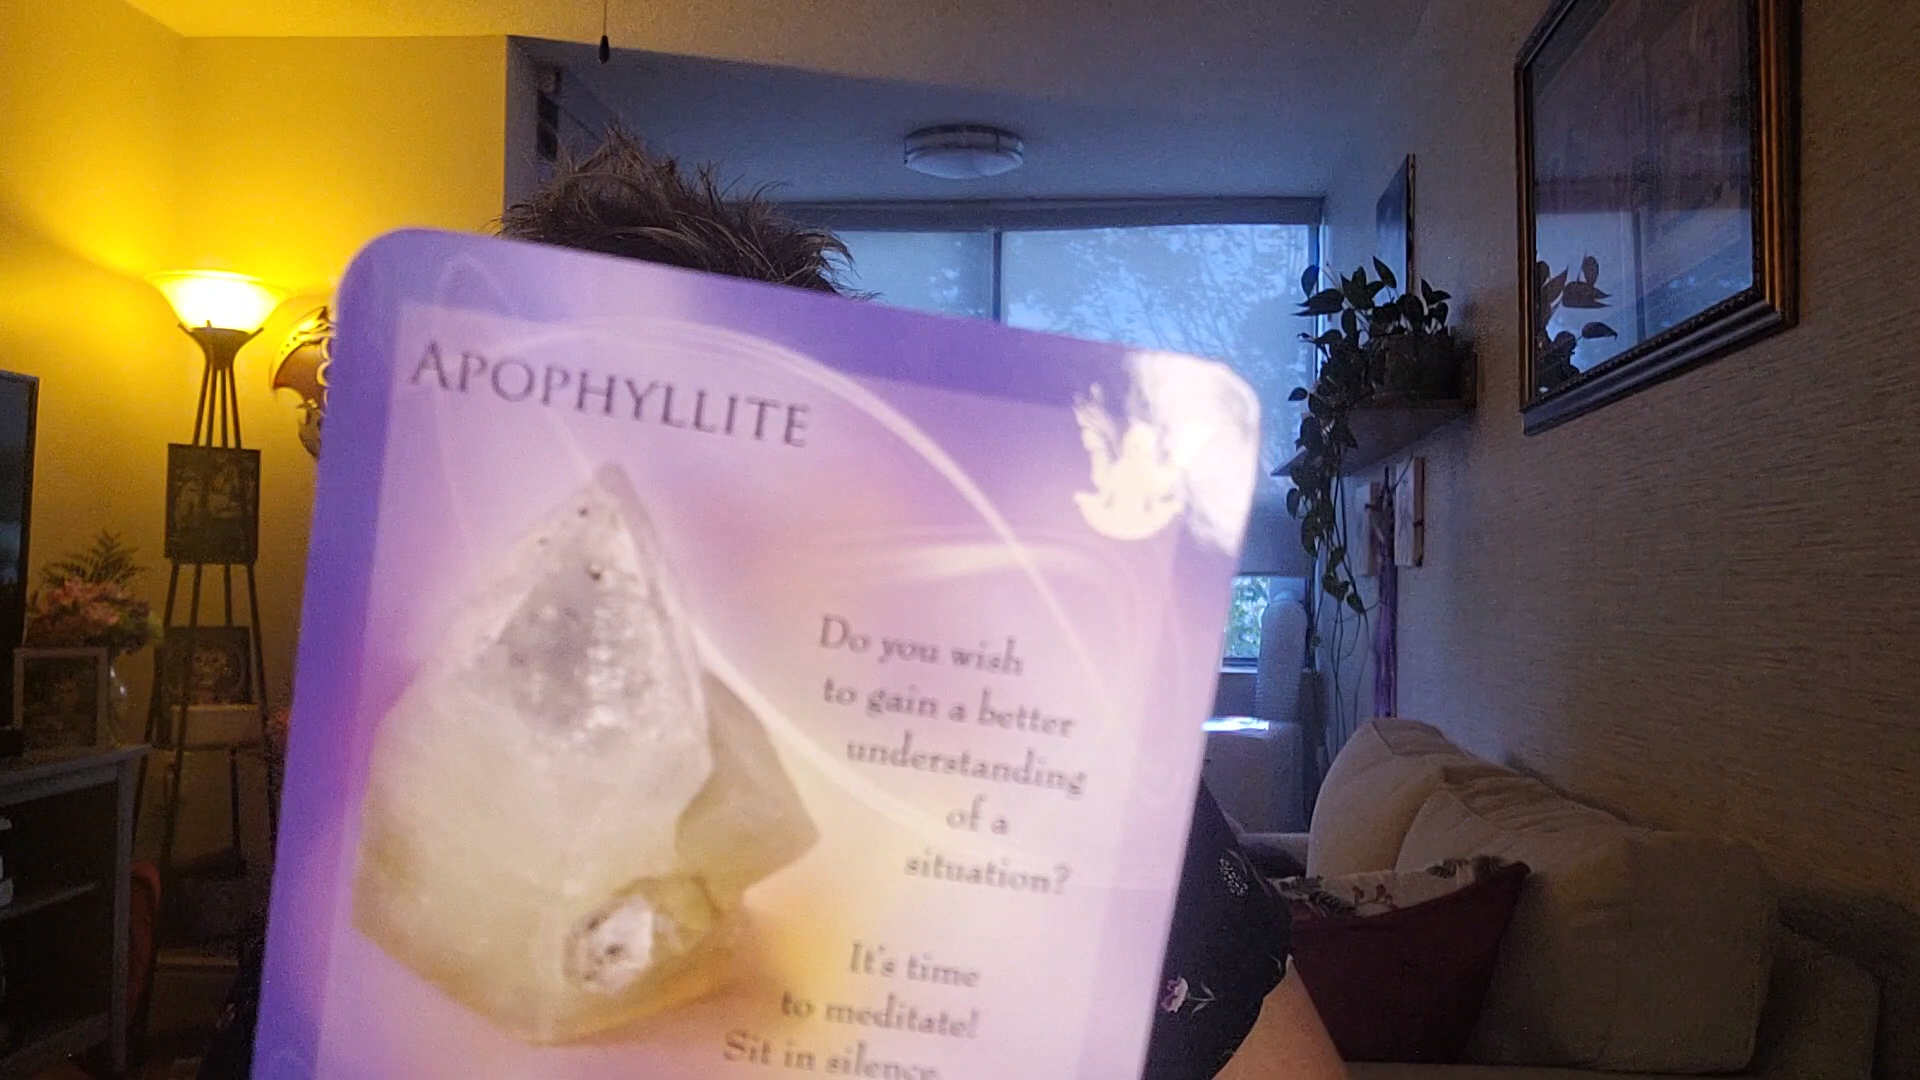 APOPHYLLITE
Do you wish
to gain a better
understanding
of a
situation?
It's time
to meditate!
Sit in silence